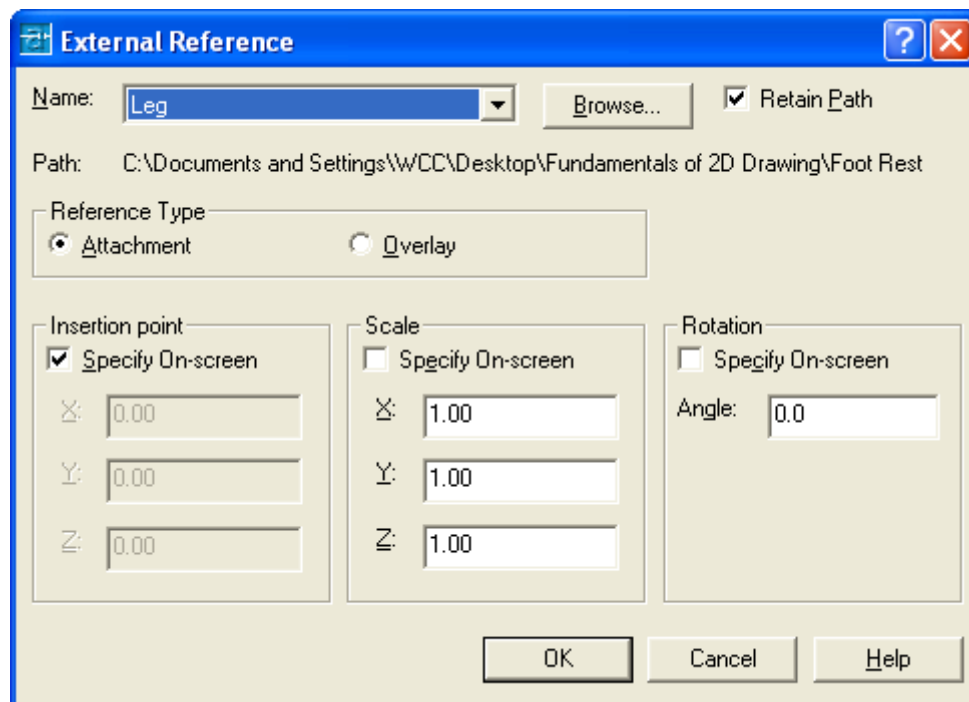 External Reference
Name: Leg Browse... Retain Path
Path: C:\Documents and Settings\WCC\Desktop\Fundamentals of 2D Drawing\Foot Rest
Reference Type
Attachment Overlay
Insertion point
Specify On-screen
X: 0.00
Y: 0.00
Z: 0.00
Scale
Specify On-screen
X: 1.00
Y: 1.00
Z: 1.00
Rotation
Specify On-screen
Angle: 0.0
OK Cancel Help